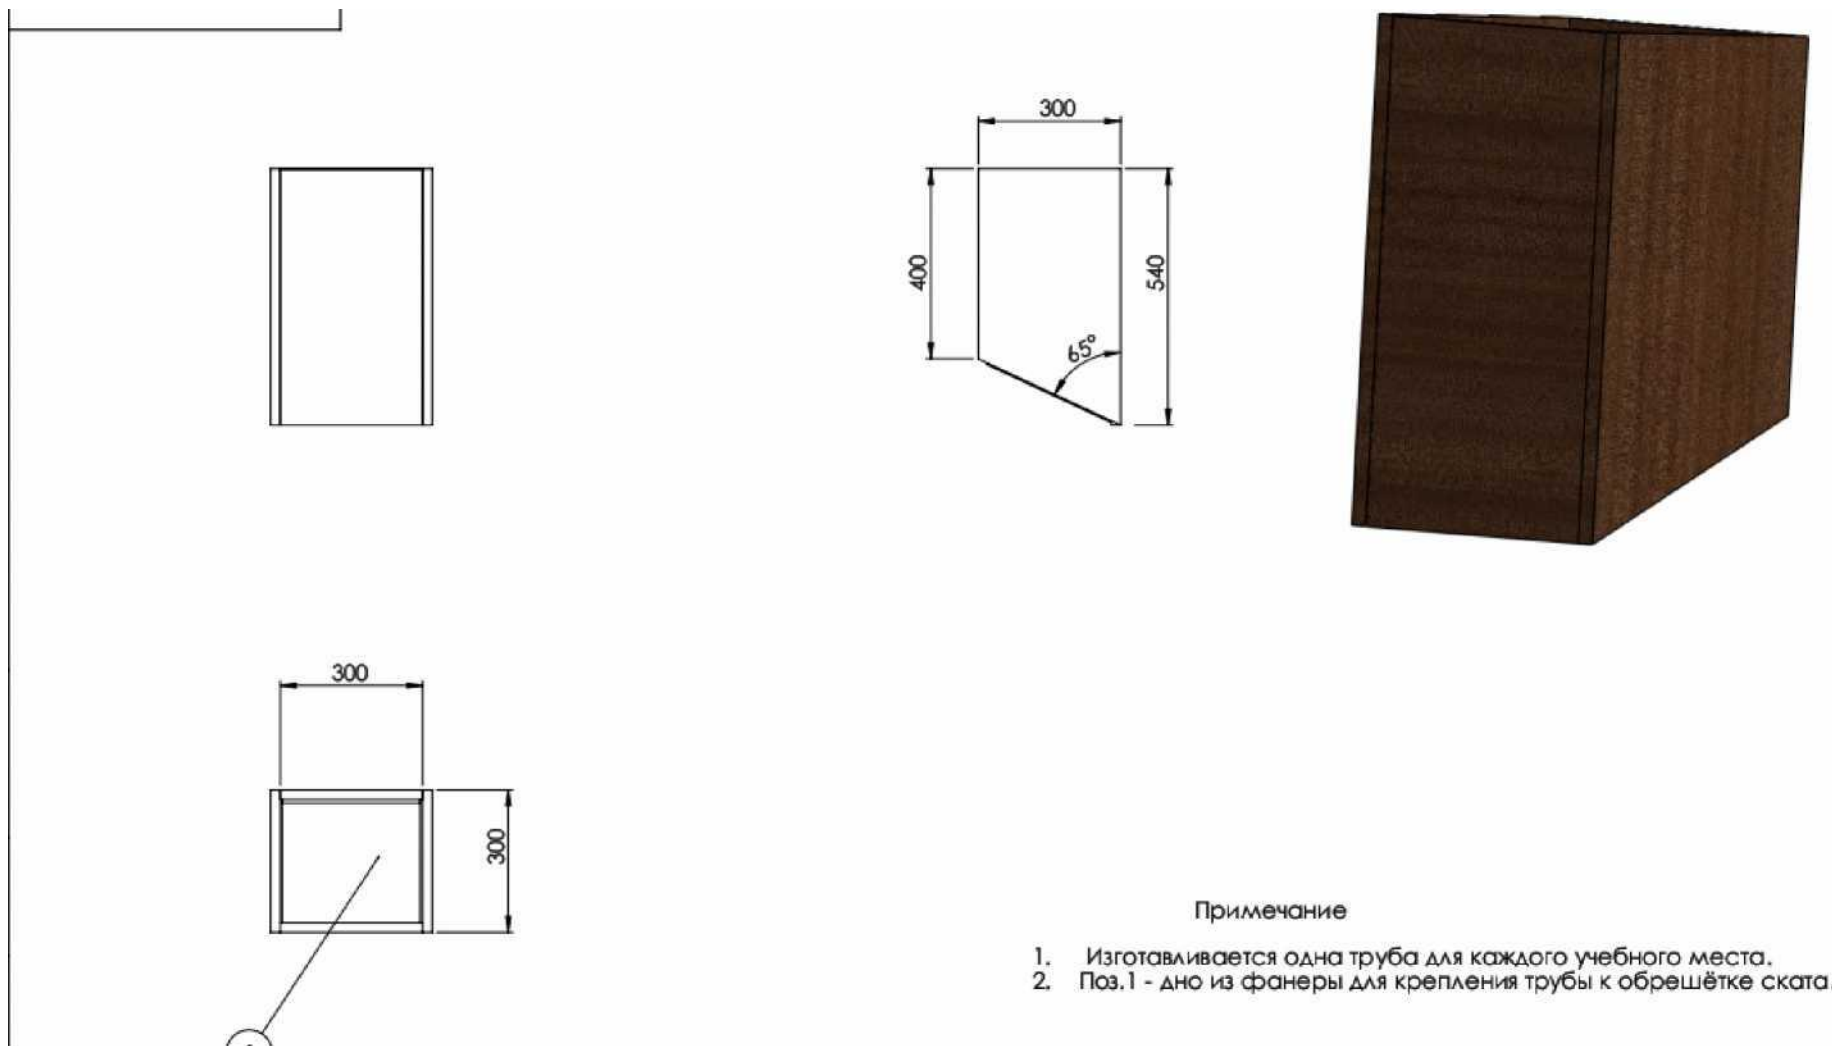 300
400
540
65°
300
300
Примечание
1. Изготавливается одна труба для каждого учебного места.
2. Поз.1 - дно из фанеры для крепления трубы к обрешётке ската.